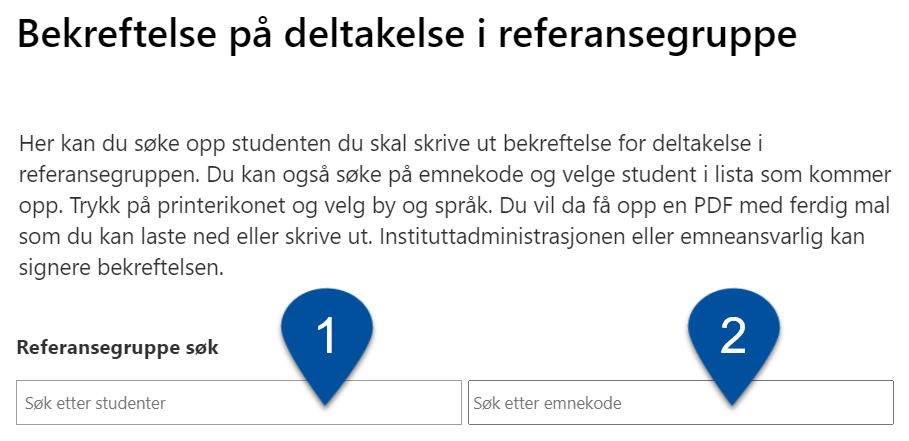 Bekreftelse på deltakelse i referansegruppe
Her kan du søke opp studenten du skal skrive ut bekreftelse for deltakelse i
referansegruppen. Du kan også søke på emnekode og velge student i lista som kommer
opp. Trykk på printerikonet og velg by og språk. Du vil da få opp en PDF med ferdig mal
som du kan laste ned eller skrive ut. Instituttadministrasjonen eller emneansvarlig kan
signere bekreftelsen.
1
2
Referansegruppe søk
Søk etter studenter
Søk etter emnekode